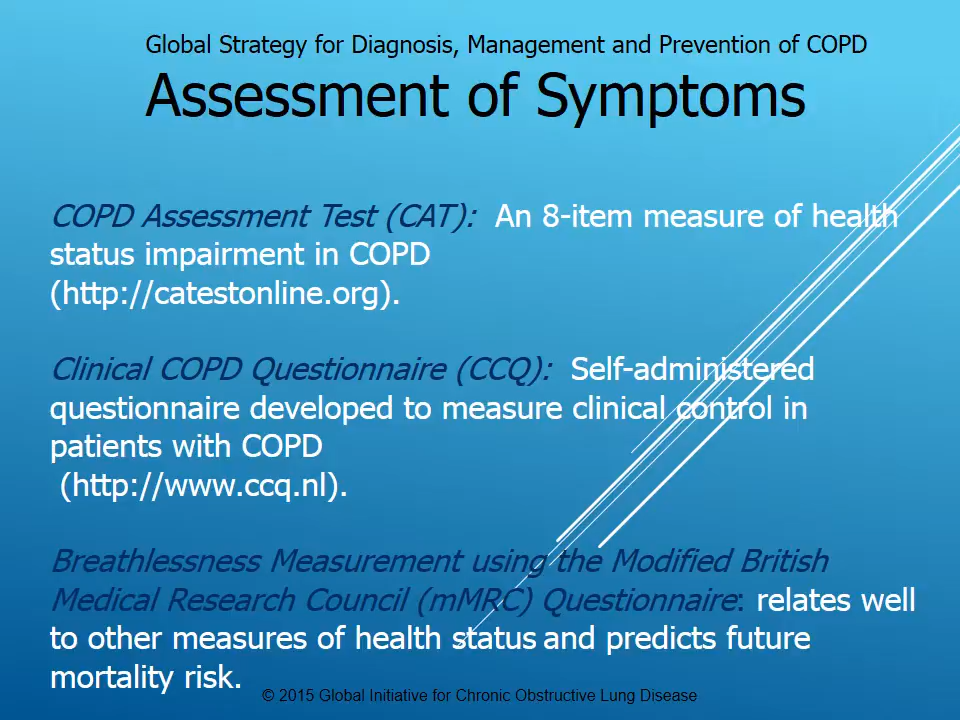 Global Strategy for Diagnosis, Management and Prevention of COPD
Assessment of Symptoms
COPD Assessment Test (CAT): An 8-item measure of health
status impairment in COPD
(http://catestonline.org).
Clinical COPD Questionnaire (CCQ): Self-administered
questionnaire developed to measure clinical control in
patients with COPD
(http://www.ccq.nl).
Breathlessness Measurement using the Modified British
Medical Research Council (mMRC) Questionnaire: relates well
to other measures of health status and predicts future
mortality risk.
© 2015 Global Initiative for Chronic Obstructive Lung Disease